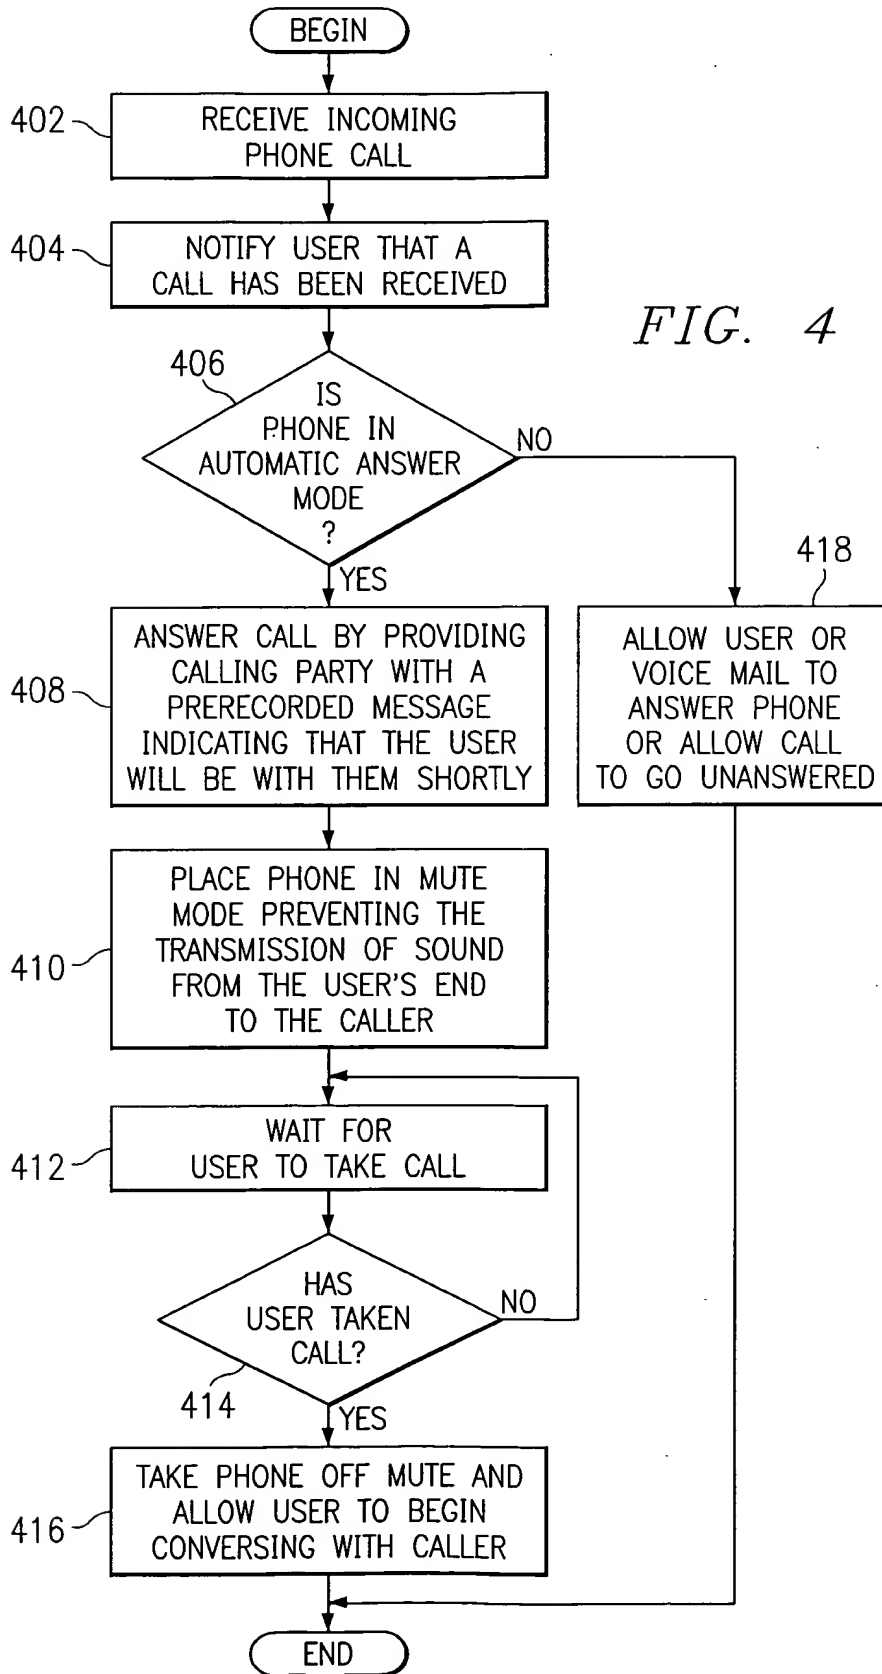 BEGIN
402
RECEIVE INCOMING
PHONE CALL
404
NOTIFY USER THAT A
CALL HAS BEEN RECEIVED
FIG. 4
406
IS
PHONE IN
AUTOMATIC ANSWER
MODE
?
NO
YES
408
ANSWER CALL BY PROVIDING
CALLING PARTY WITH A
PRERECORDED MESSAGE
INDICATING THAT THE USER
WILL BE WITH THEM SHORTLY
418
ALLOW USER OR
VOICE MAIL TO
ANSWER PHONE
OR ALLOW CALL
TO GO UNANSWERED
410
PLACE PHONE IN MUTE
MODE PREVENTING THE
TRANSMISSION OF SOUND
FROM THE USER'S END
TO THE CALLER
412
WAIT FOR
USER TO TAKE CALL
HAS
USER TAKEN
CALL?
NO
414
YES
416
TAKE PHONE OFF MUTE AND
ALLOW USER TO BEGIN
CONVERSING WITH CALLER
END